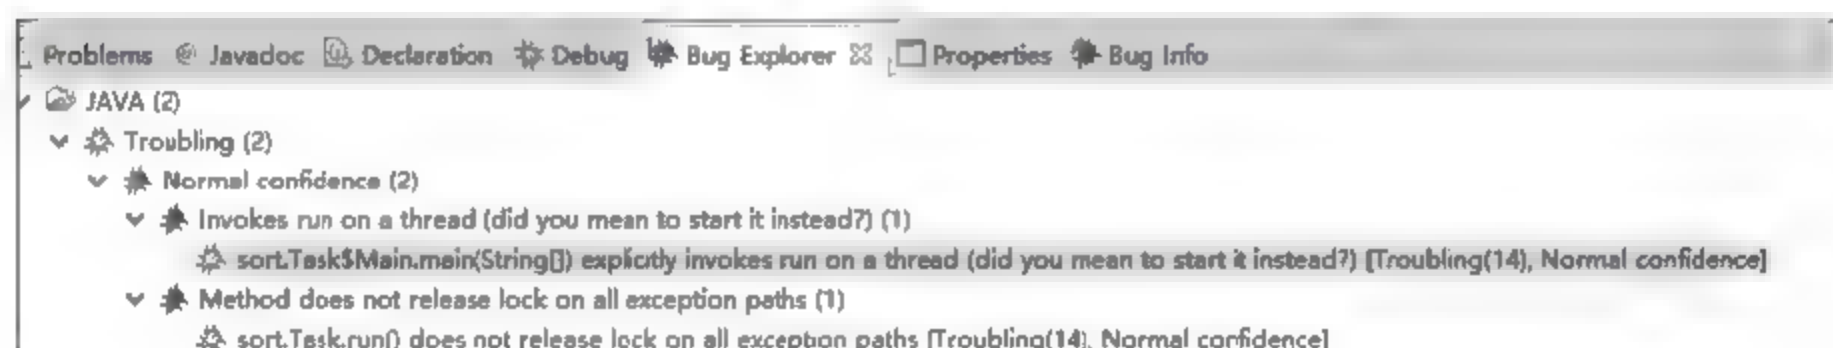 Problems @ Javadoc Declaration Debug Bug Explorer Properties Bug Info
JAVA (2)
Troubling (2)
Normal confidence (2)
Invokes run on a thread (did you mean to start it instead?) (1)
sort.Task$Main.main(String[]) explicitly invokes run on a thread (did you mean to start it instead?) [Troubling(14), Normal confidence]
Method does not release lock on all exception paths (1)
sort.Task.run() does not release lock on all exception paths [Troubling(14), Normal confidence]